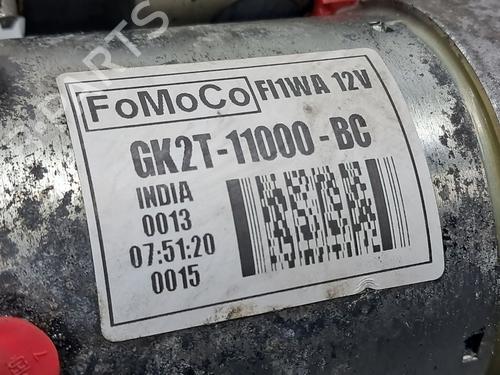 FoMoCo FI1WA 12V
GK2T-11000-BC
INDIA
0013
07:51:20
0015